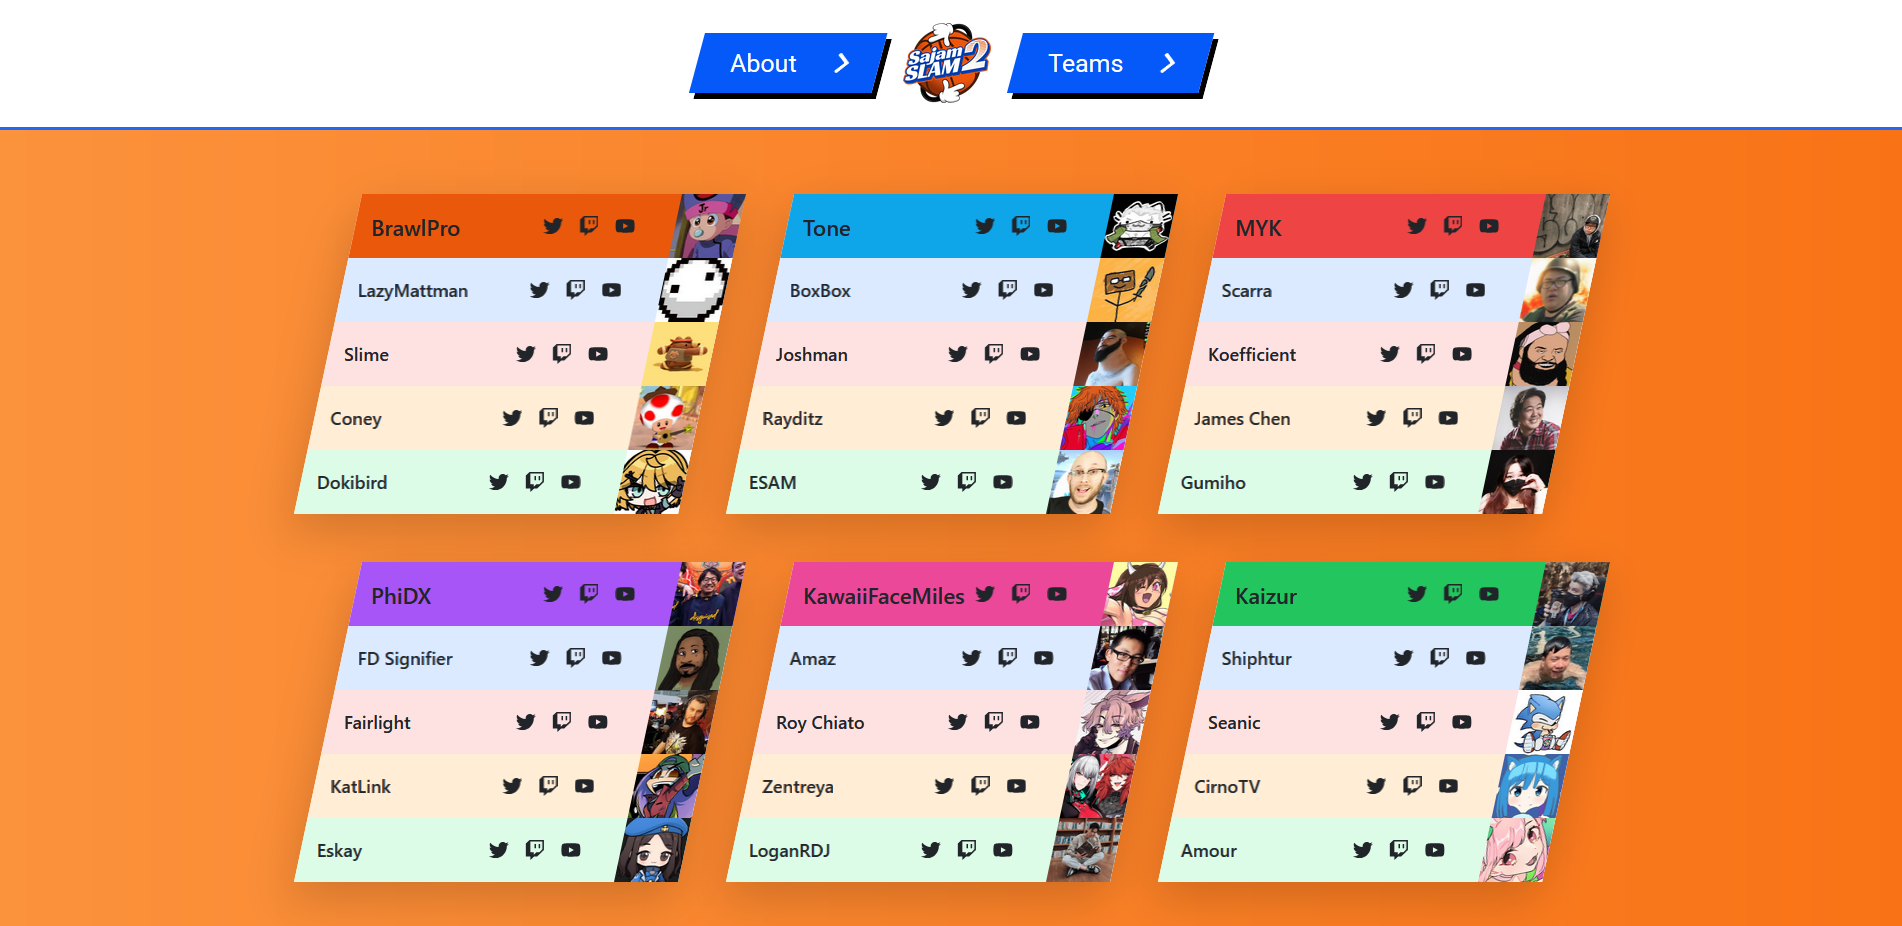 About
Sajam
SLAM 2
Teams
BrawlPro
LazyMattman
Slime
Coney
Dokibird
Tone
BoxBox
Joshman
Rayditz
ESAM
MYK
Scarra
Koefficient
James Chen
Gumiho
PhiDX
FD Signifier
Fairlight
KatLink
Eskay
KawaiiFaceMiles
Amaz
Roy Chiato
Zentreya
LoganRDJ
Kaizur
Shiphtur
Seanic
CirnoTV
Amour